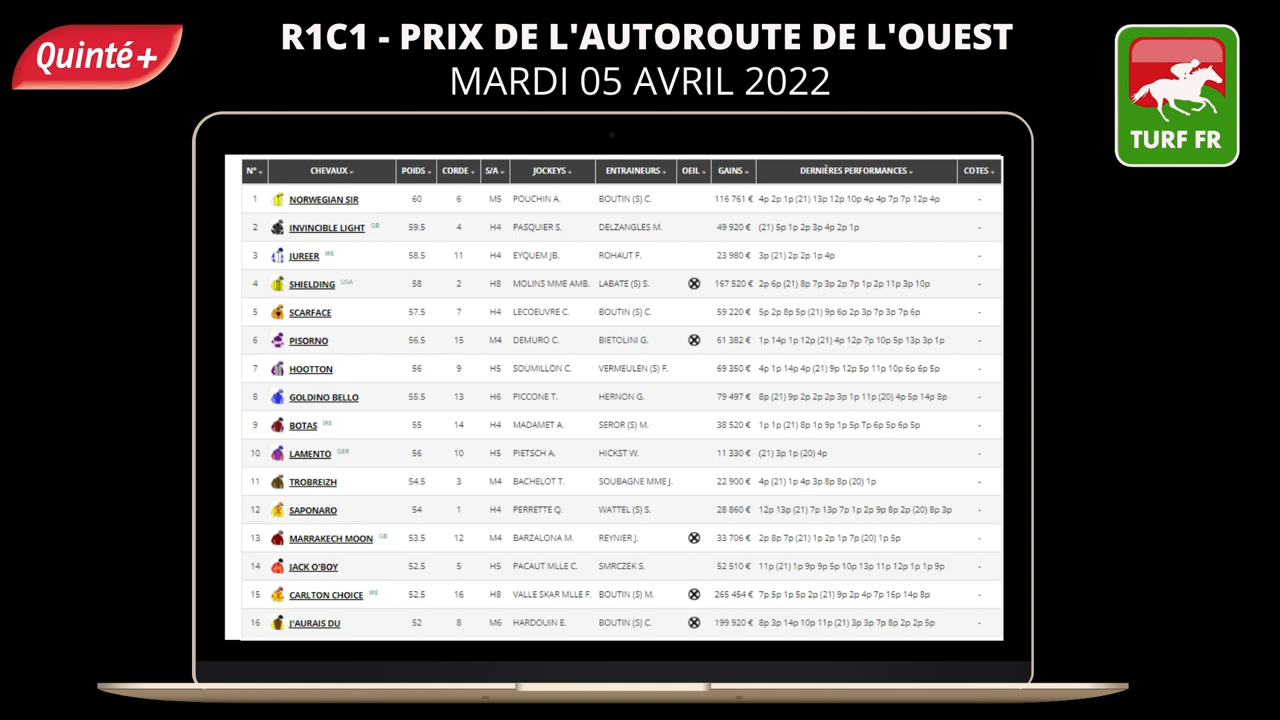 Quinté+
R1C1 - PRIX DE L'AUTOROUTE DE L'OUEST
MARDI 05 AVRIL 2022
TURF FR
N° CHEVAUX POIDS CORDE S/A JOCKEYS ENTRAINEURS OEIL GAINS DERNIÈRES PERFORMANCES COTES
1 NORWEGIAN SIR 60 6 M5 POUCHIN A. BOUTIN (S) C. 116 761 € 4p 2p 1p (21) 13p 12p 10p 4p 4p 7p 7p 12p 4p -
2 INVINCIBLE LIGHT GB 59.5 4 H4 PASQUIER S. DELZANGLES M. 49 920 € (21) 5p 1p 2p 3p 4p 2p 1p -
3 JUREER IRE 58.5 11 H4 EYQUEM JB. ROHAUT F. 23 980 € 3p (21) 2p 2p 1p 4p -
4 SHIELDING USA 58 2 H8 MOLINS MME AMB. LABATE (S) S. 167 520 € 2p 6p (21) 8p 7p 3p 2p 7p 1p 2p 11p 3p 10p -
5 SCARFACE 57.5 7 H4 LECOEUVRE C. BOUTIN (S) C. 59 220 € 5p 2p 8p 5p (21) 9p 6p 2p 3p 7p 3p 7p 6p -
6 PISORNO 56.5 15 M4 DEMURO C. BIETOLINI G. 61 382 € 1p 14p 1p 12p (21) 4p 12p 7p 10p 5p 13p 3p 1p -
7 HOOTTON 56 9 H5 SOUMILLON C. VERMEULEN (S) F. 69 350 € 4p 1p 14p 4p (21) 9p 12p 5p 11p 10p 6p 6p 5p -
8 GOLDINO BELLO 55.5 13 H6 PICCONE T. HERNON G. 79 497 € 8p (21) 9p 2p 2p 2p 3p 1p 11p (20) 4p 5p 14p 8p -
9 BOTAS IRE 55 14 H4 MADAMET A. SEROR (S) M. 38 520 € 1p 1p (21) 8p 1p 9p 1p 5p Tp 6p 5p 6p 5p -
10 LAMENTO GER 56 10 H5 PIETSCH A. HICKST W. 11 330 € (21) 3p 1p (20) 4p -
11 TROBREIZH 54.5 3 M4 BACHELOT T. SOUBAGNE MME J. 22 900 € 4p (21) 1p 4p 3p 8p 8p (20) 1p -
12 SAPONARO 54 1 H4 PERRETTE Q. WATTEL (S) S. 28 860 € 12p 13p (21) 7p 13p 7p 1p 2p 9p 8p 2p (20) 8p 3p -
13 MARRAKECH MOON GB 53.5 12 M4 BARZALONA M. REYNIER J. 33 706 € 2p 8p 7p (21) 1p 2p 1p 7p (20) 1p 5p -
14 JACK O'BOY 52.5 5 H5 PACAUT MLLE C. SMRCZEK S. 52 510 € 11p (21) 1p 1p 9p 9p 5p 10p 13p 11p 12p 1p 1p 9p -
15 CARLTON CHOICE IRE 52.5 16 H8 VALLE SKAR MLLE F. BOUTIN (S) M. 265 454 € 7p 5p 1p 5p 2p (21) 9p 2p 4p 7p 16p 14p 8p -
16 J'AURAIS DU 52 8 M6 HARDOUIN E. BOUTIN (S) C. 199 920 € 8p 3p 14p 10p 11p (21) 3p 3p 7p 8p 2p 2p 5p -